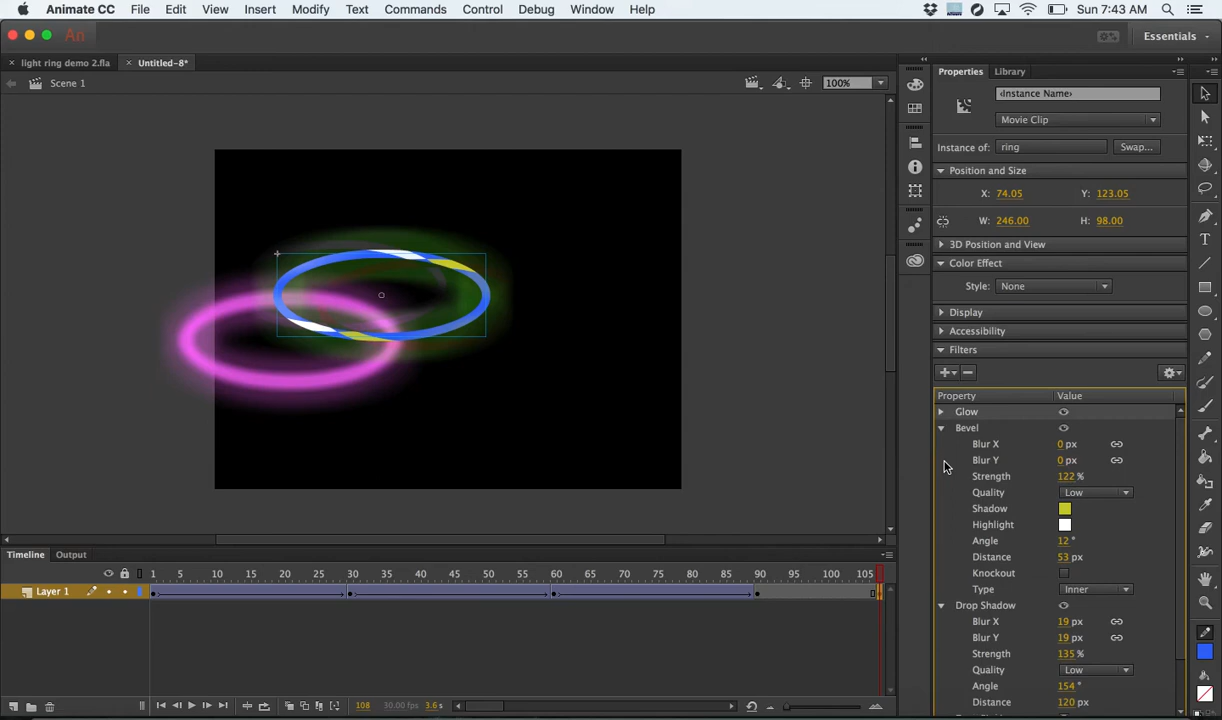 Animate CC File Edit View Insert Modify Text Commands Control Debug Window Help Sun 7:43 AM
An Essentials
× light ring demo 2.fla × Untitled-8*
Scene 1 100%
Properties Library
<Instance Name>
Movie Clip
Instance of: ring Swap...
Position and Size
X: 74.05 Y: 123.05
W: 246.00 H: 98.00
3D Position and View
Color Effect
Style: None
Display
Accessibility
Filters
Property Value
Glow
Bevel
Blur X 0 px
Blur Y 0 px
Strength 122 %
Quality Low
Shadow
Highlight
Angle 12 °
Distance 53 px
Knockout
Type Inner
Drop Shadow
Blur X 19 px
Blur Y 19 px
Strength 135 %
Quality Low
Angle 154 °
Distance 120 px
Timeline Output
1 5 10 15 20 25 30 35 40 45 50 55 60 65 70 75 80 85 90 95 100 105
Layer 1
108 30.00 fps 3.6 s